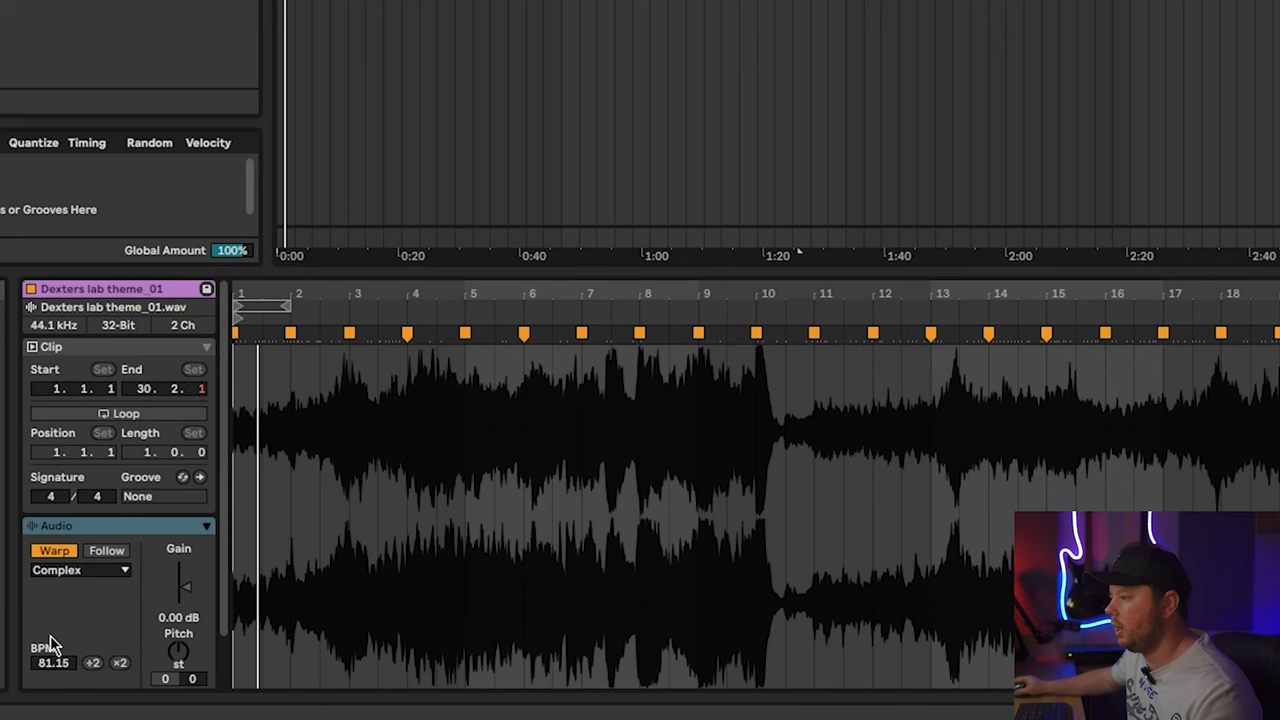 Quantize Timing Random Velocity
s or Grooves Here
Global Amount 100%
0:00 0:20 0:40 1:00 1:20 1:40 2:00 2:20 2:40
Dexters lab theme_01
1 2 3 4 5 6 7 8 9 10 11 12 13 14 15 16 17 18
Dexters lab theme_01.wav
44.1 kHz 32-Bit 2 Ch
Clip
Start Set End Set
1. 1. 1 30. 2. 1
Loop
Position Set Length Set
1. 1. 1 1. 0. 0
Signature Groove
4 / 4 None
Audio
Warp Follow Gain
Complex
0.00 dB
Pitch
BPM
81.15 ÷2 ×2 st
0 0